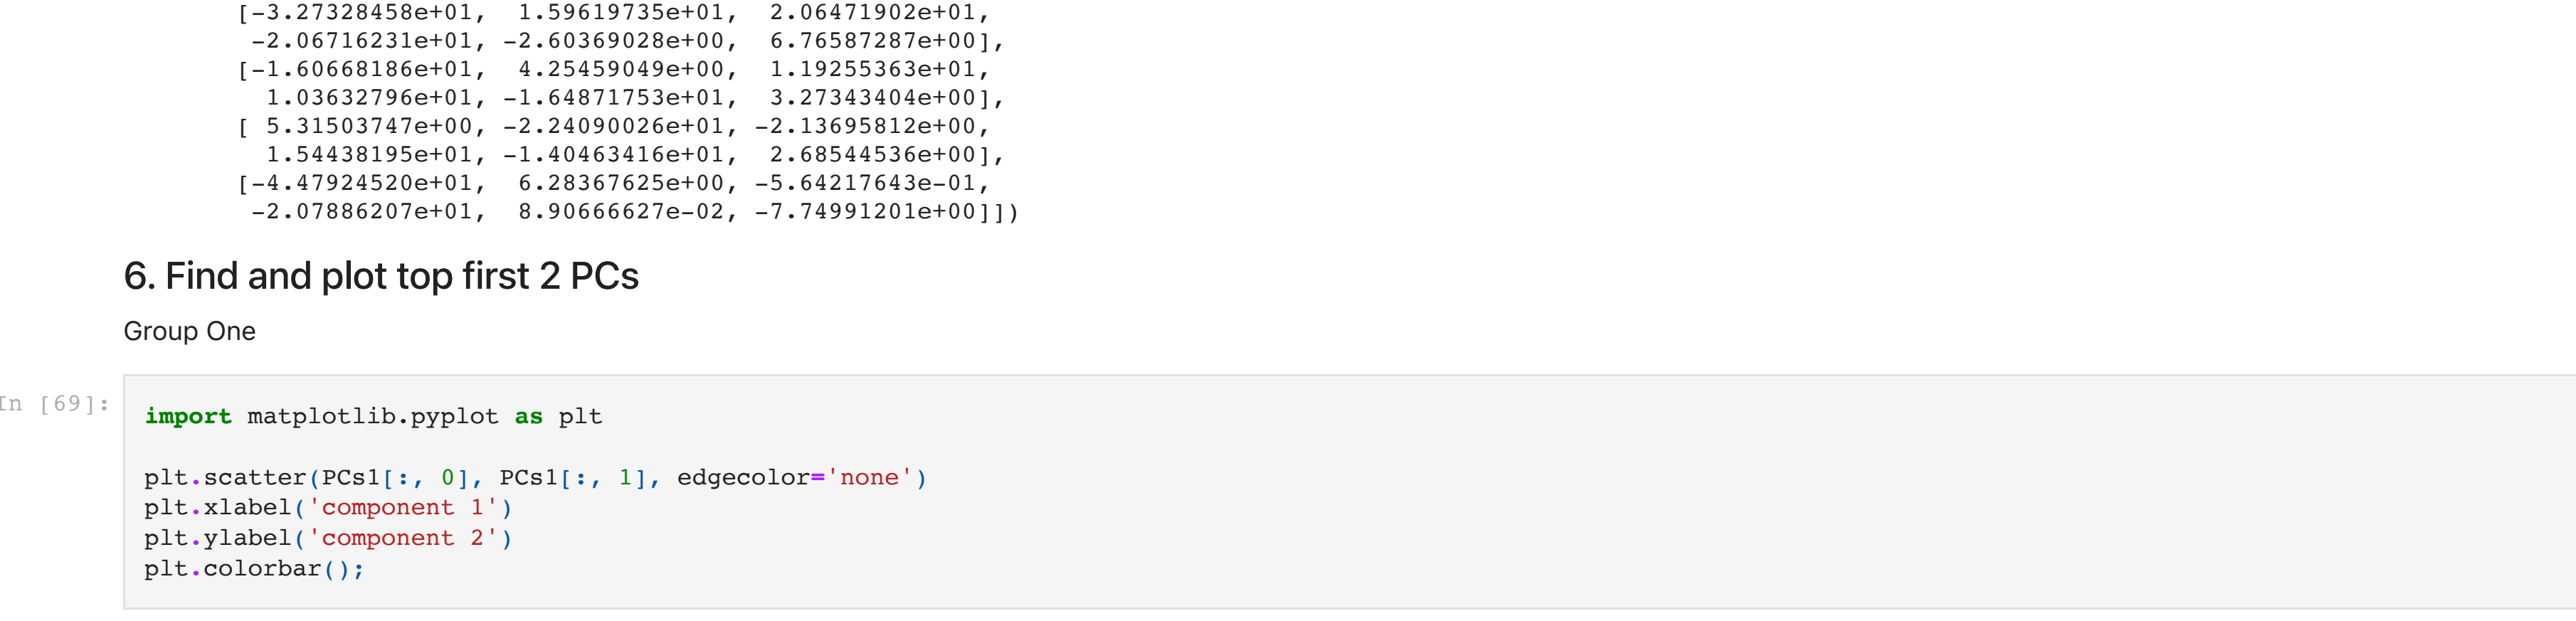 [-3.27328458e+01,  1.59619735e+01,  2.06471902e+01,
-2.06716231e+01, -2.60369028e+00,  6.76587287e+00],
[-1.60668186e+01,  4.25459049e+00,  1.19255363e+01,
1.03632796e+01, -1.64871753e+01,  3.27343404e+00],
[ 5.31503747e+00, -2.24090026e+01, -2.13695812e+00,
1.54438195e+01, -1.40463416e+01,  2.68544536e+00],
[-4.47924520e+01,  6.28367625e+00, -5.64217643e-01,
-2.07886207e+01,  8.90666627e-02, -7.74991201e+00]])
6. Find and plot top first 2 PCs
Group One
In [69]:
import matplotlib.pyplot as plt
plt.scatter(PCs1[:, 0], PCs1[:, 1], edgecolor='none')
plt.xlabel('component 1')
plt.ylabel('component 2')
plt.colorbar();